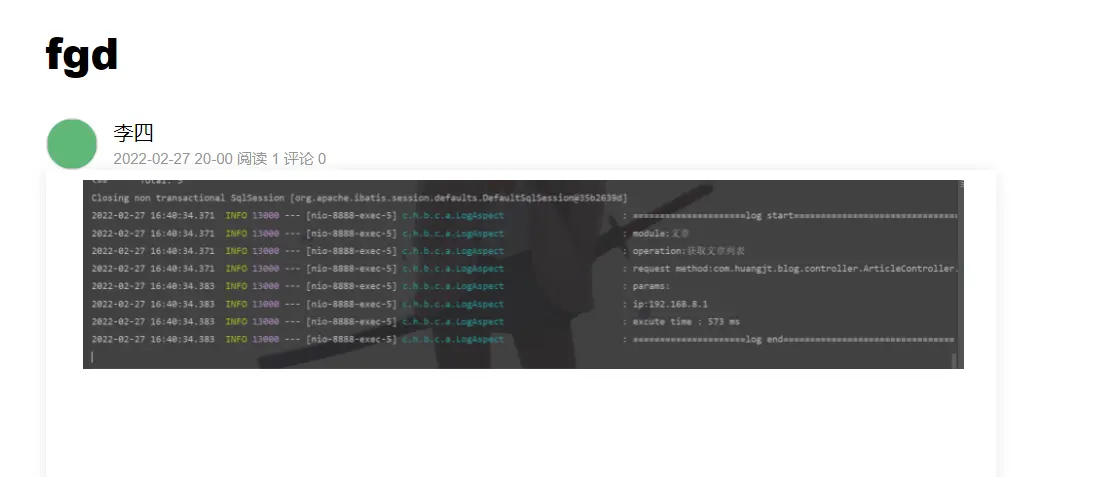 fgd
李四
2022-02-27 20-00 阅读 1 评论 0
Closing non transactional SqlSession [org.apache.ibatis.session.defaults.DefaultSqlSession@35b2639d]
2022-02-27 16:40:34.371 INFO 13000 --- [nio-8888-exec-5] c.h.b.c.a.LogAspect : =====================log start================================
2022-02-27 16:40:34.371 INFO 13000 --- [nio-8888-exec-5] c.h.b.c.a.LogAspect : module:文章
2022-02-27 16:40:34.371 INFO 13000 --- [nio-8888-exec-5] c.h.b.c.a.LogAspect : operation:获取文章列表
2022-02-27 16:40:34.371 INFO 13000 --- [nio-8888-exec-5] c.h.b.c.a.LogAspect : request method:com.huangjt.blog.controller.ArticleController.
2022-02-27 16:40:34.383 INFO 13000 --- [nio-8888-exec-5] c.h.b.c.a.LogAspect : params:
2022-02-27 16:40:34.383 INFO 13000 --- [nio-8888-exec-5] c.h.b.c.a.LogAspect : ip:192.168.8.1
2022-02-27 16:40:34.383 INFO 13000 --- [nio-8888-exec-5] c.h.b.c.a.LogAspect : excute time : 573 ms
2022-02-27 16:40:34.383 INFO 13000 --- [nio-8888-exec-5] c.h.b.c.a.LogAspect : =====================log end================================